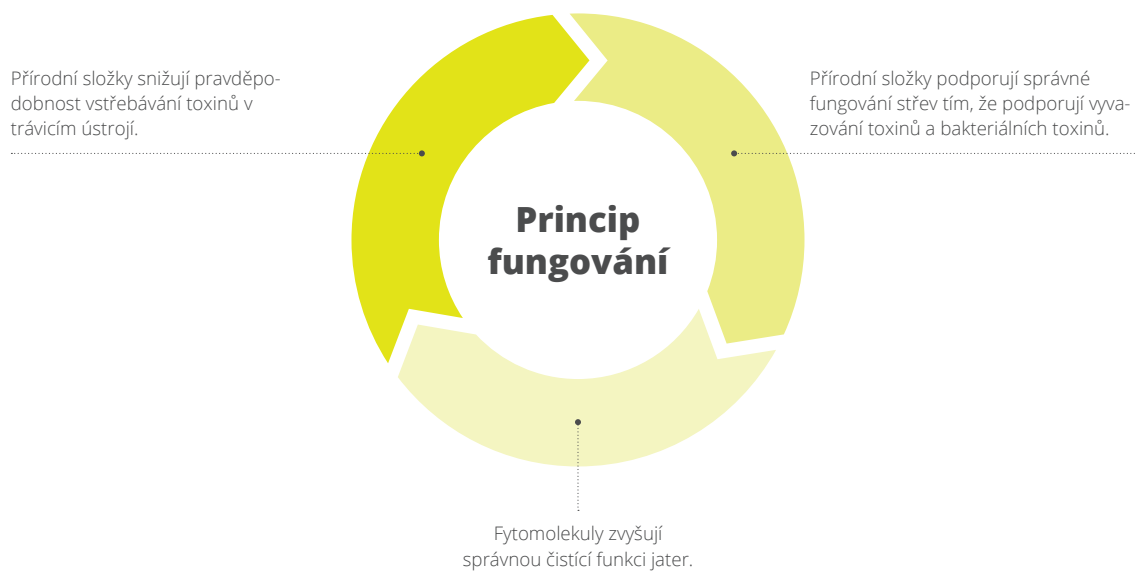 Přírodní složky snižují pravděpo-
dobnost vstřebávání toxinů v
trávicím ústrojí.
Přírodní složky podporují správné
fungování střev tím, že podporují vyva-
zování toxinů a bakteriálních toxinů.
Princip
fungování
Fytomolekuly zvyšují
správnou čistící funkci jater.